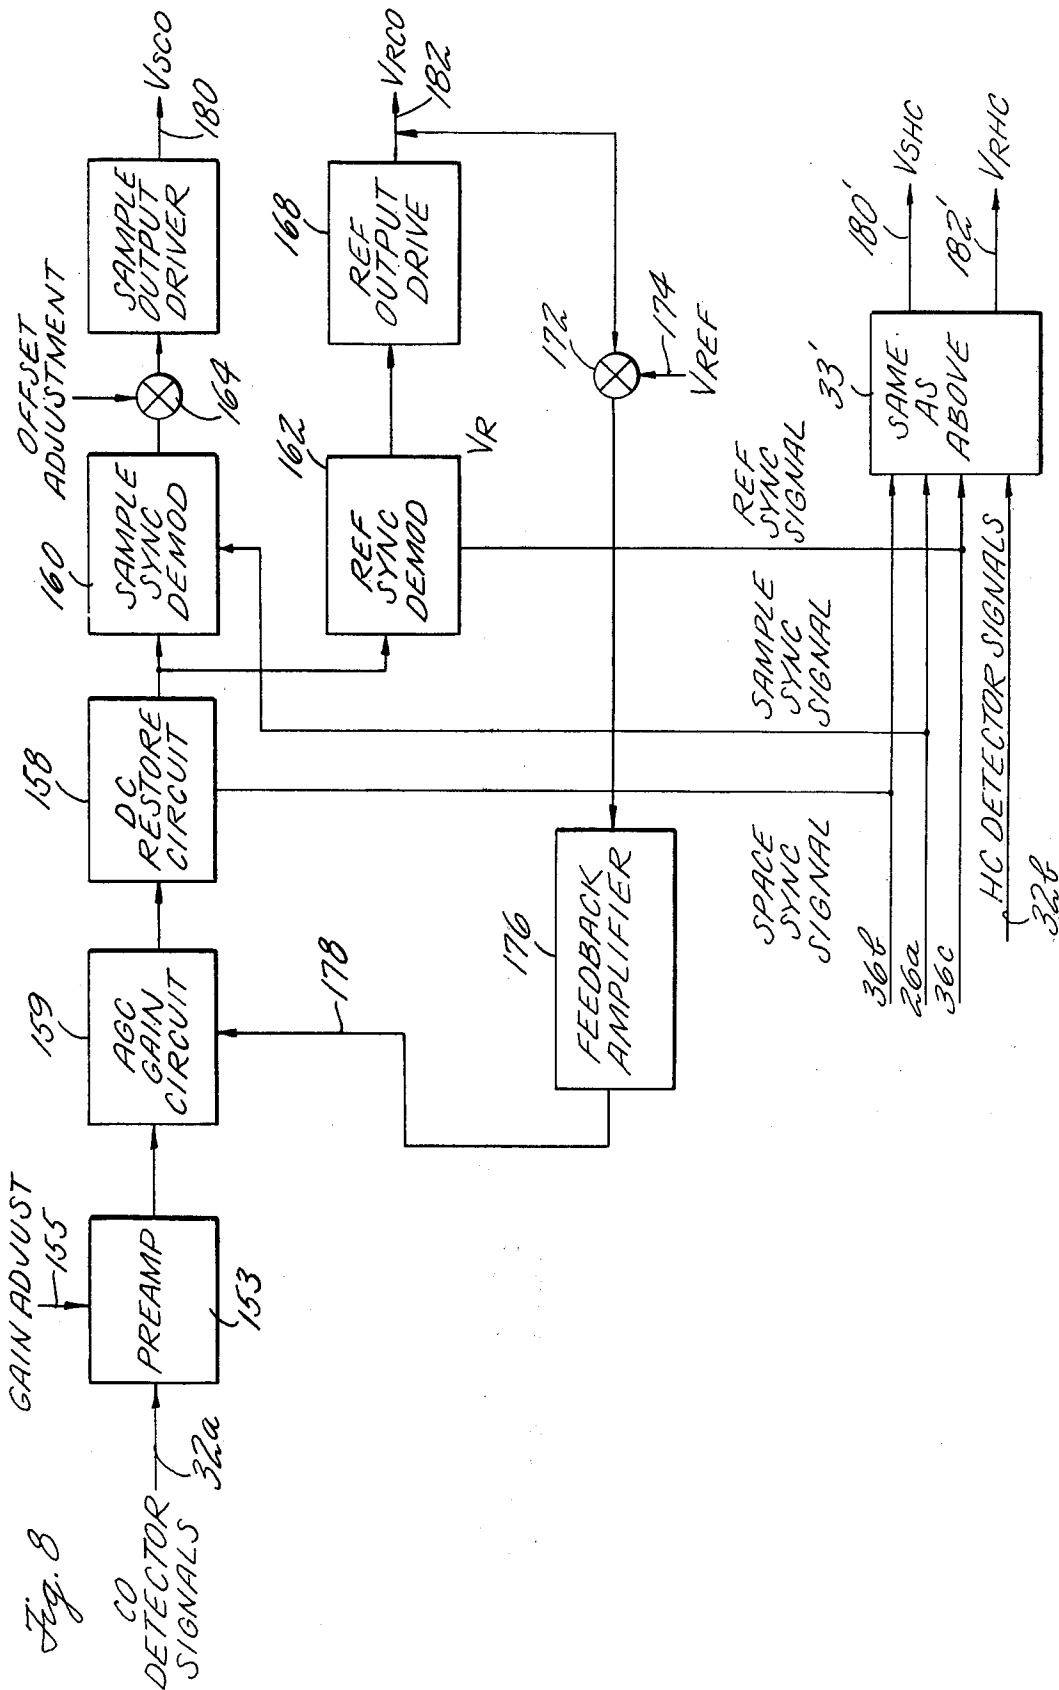 Fig. 8
CO
DETECTOR
SIGNALS
32a
GAIN ADJUST
155
PREAMP
153
159
AGC
GAIN
CIRCUIT
178
158
DC
RESTORE
CIRCUIT
160
SAMPLE
SYNC
DEMOD
OFFSET
ADJUSTMENT
164
SAMPLE
OUTPUT
DRIVER
VSCO
180
162
REF
SYNC
DEMOD
VR
168
REF
OUTPUT
DRIVE
VRCO
182
172
174
VREF
176
FEEDBACK
AMPLIFIER
SPACE
SYNC
SIGNAL
SAMPLE
SYNC
SIGNAL
REF
SYNC
SIGNAL
36b
26a
36c
HC DETECTOR SIGNALS
32b
33'
SAME
AS
ABOVE
180'
VSHC
182'
VRHC